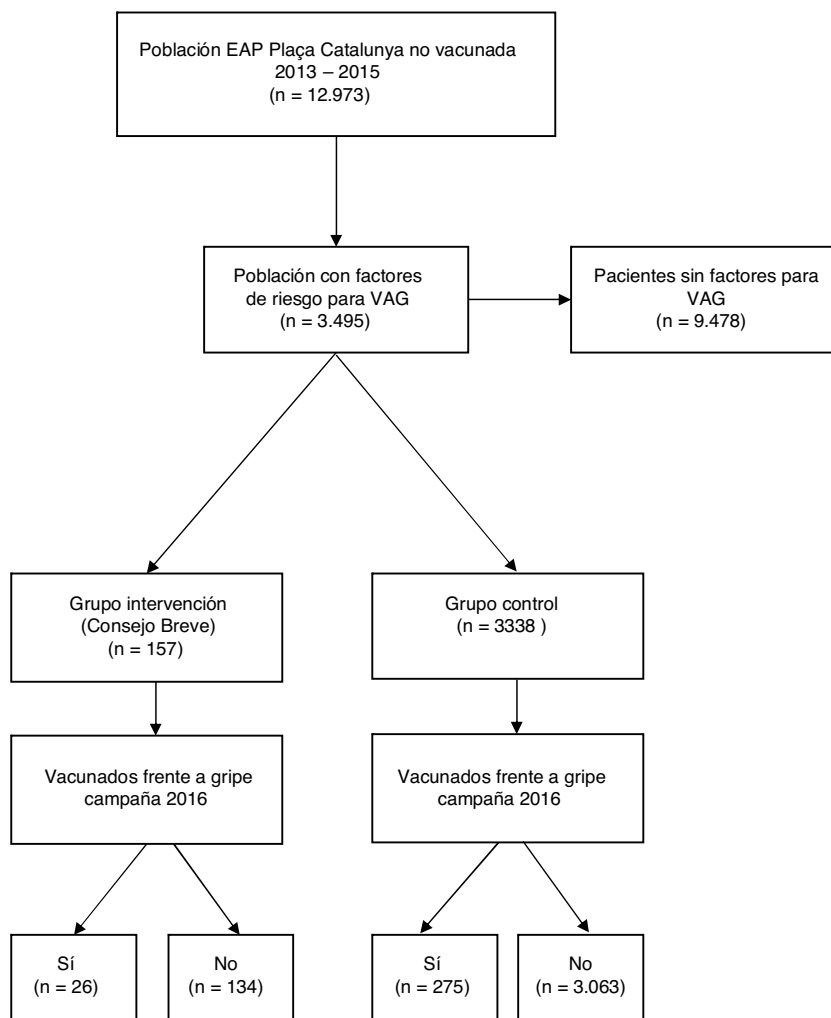 Población EAP Plaça Catalunya no vacunada
2013 – 2015
(n = 12.973)
Población con factores
de riesgo para VAG
(n = 3.495)
Pacientes sin factores para
VAG
(n = 9.478)
Grupo intervención
(Consejo Breve)
(n = 157)
Grupo control
(n = 3338 )
Vacunados frente a gripe
campaña 2016
Vacunados frente a gripe
campaña 2016
Sí
(n = 26)
No
(n = 134)
Sí
(n = 275)
No
(n = 3.063)